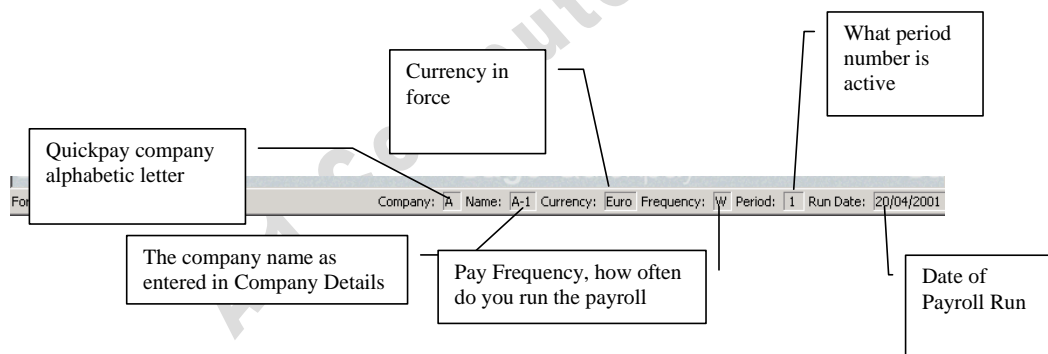 What period
number is
active
Currency in
force
Quickpay company
alphabetic letter
Company: A Name: A-1 Currency: Euro Frequency: W Period: 1 Run Date: 20/04/2001
The company name as
entered in Company Details
Pay Frequency, how often
do you run the payroll
Date of
Payroll Run